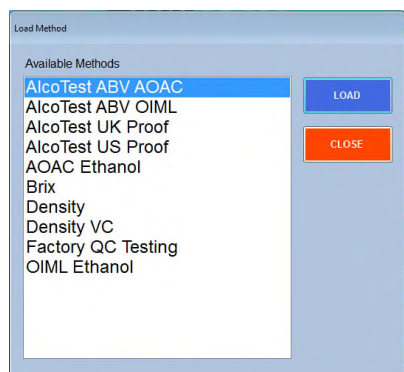 Load Method
Available Methods
AlcoTest ABV AOAC
LOAD
AlcoTest ABV OIML
AlcoTest UK Proof
AlcoTest US Proof
CLOSE
AOAC Ethanol
Brix
Density
Density VC
Factory QC Testing
OIML Ethanol